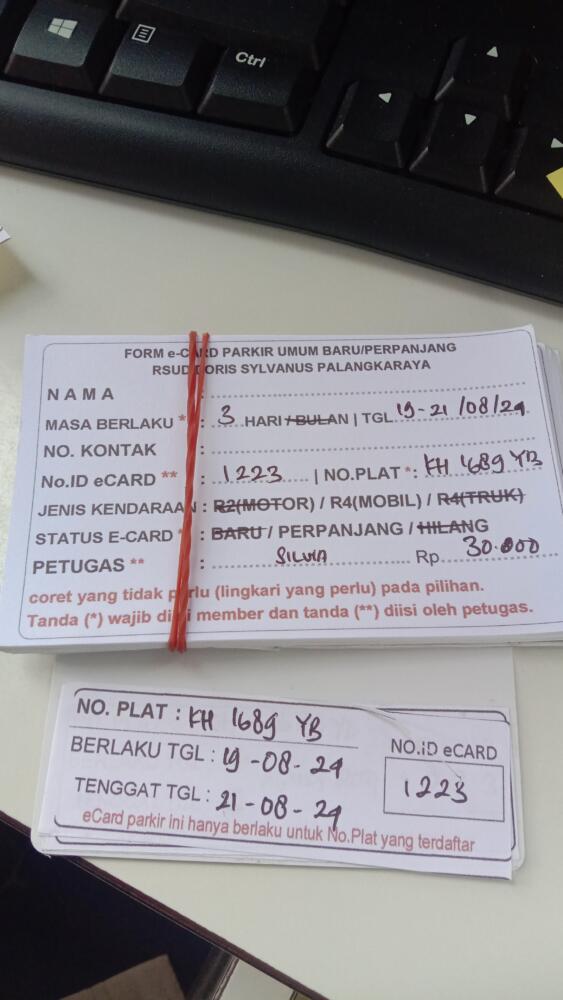 Ctrl
FORM e-CARD PARKIR UMUM BARU/PERPANJANG
RSUD DORIS SYLVANUS PALANGKARAYA
NAMA :
MASA BERLAKU * : 3 HARI / BULAN | TGL 19-21 /08/24
NO. KONTAK :
No.ID eCARD ** : 1223 | NO.PLAT *: KH 1689 YB
JENIS KENDARAAN : R2(MOTOR) / R4(MOBIL) / R4(TRUK)
STATUS E-CARD * : BARU / PERPANJANG / HILANG
PETUGAS ** : SILVIA Rp. 30.000
coret yang tidak perlu (lingkari yang perlu) pada pilihan.
Tanda (*) wajib diisi member dan tanda (**) diisi oleh petugas.
NO. PLAT : KH 1689 YB
BERLAKU TGL : 19-08-24
NO.iD eCARD
TENGGAT TGL : 21-08-24
1223
eCard parkir ini hanya berlaku untuk No.Plat yang terdaftar